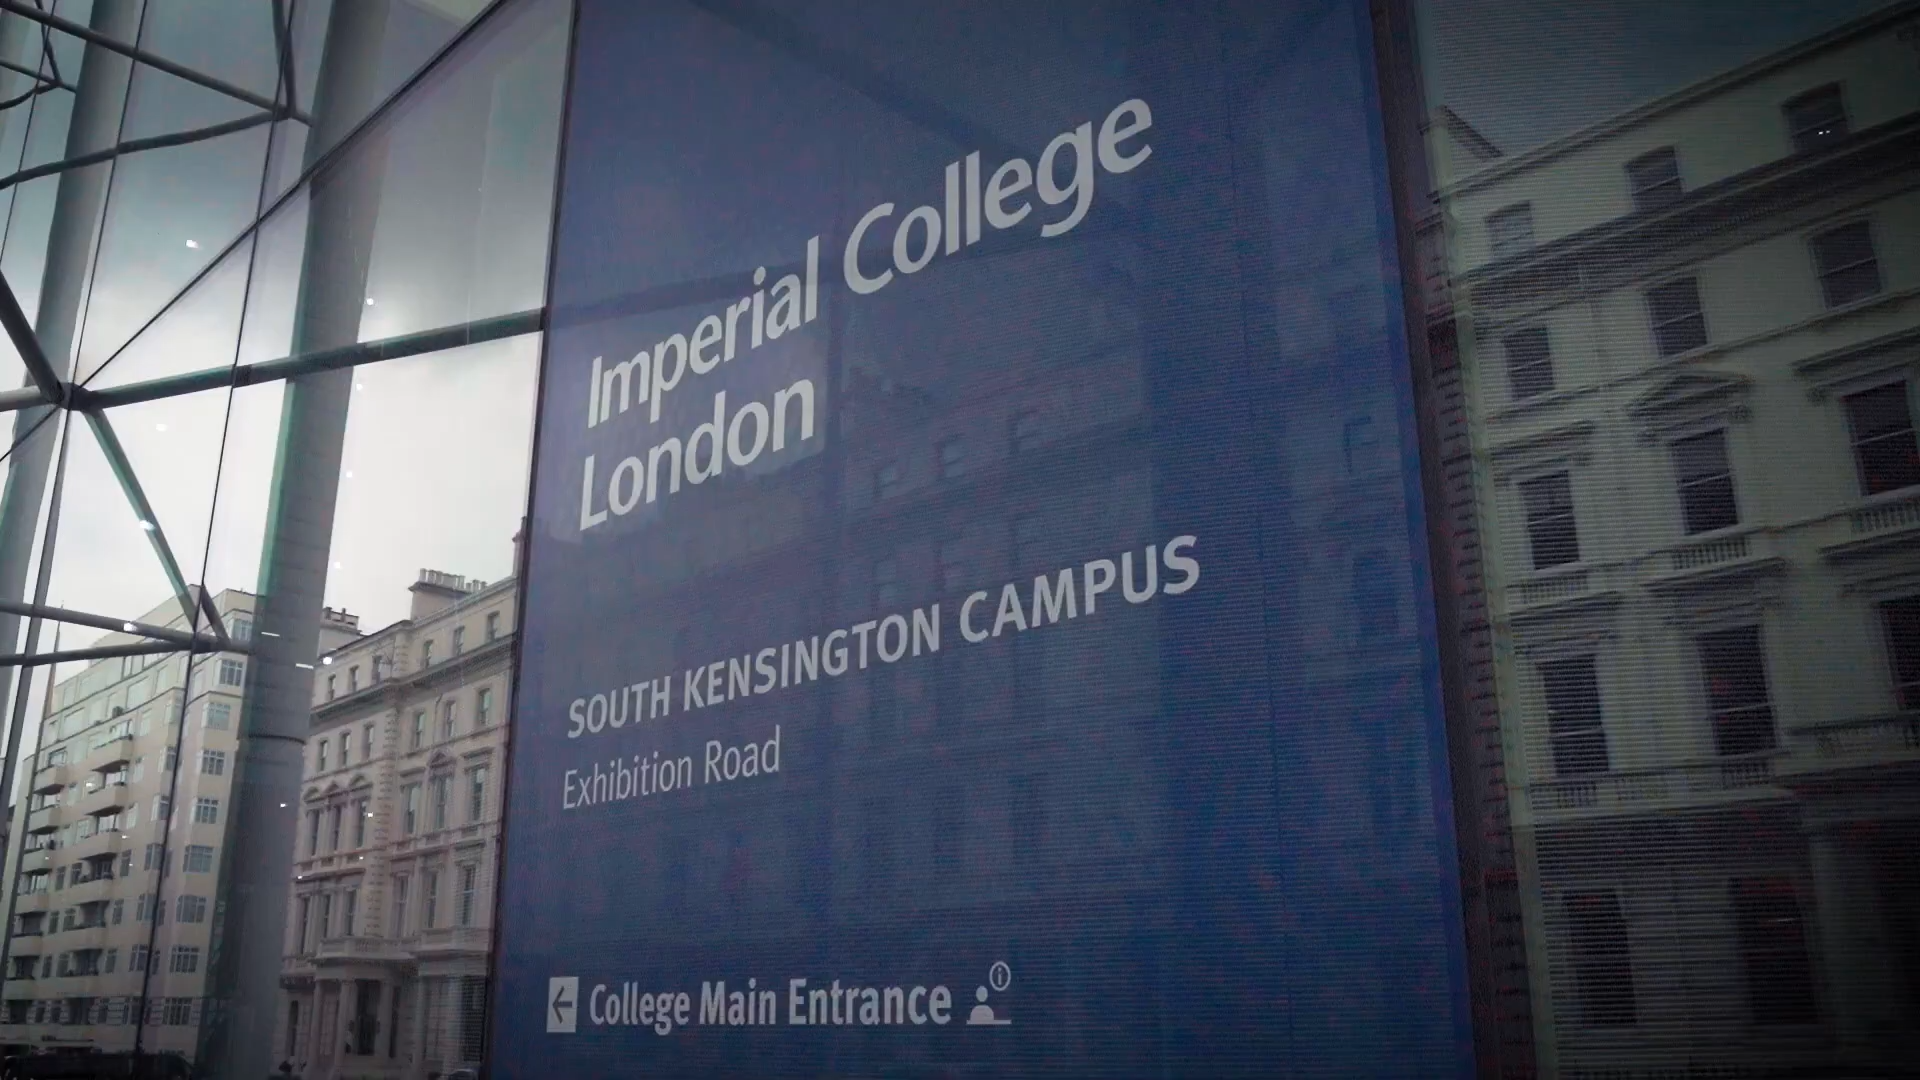 Imperial College
London
SOUTH KENSINGTON CAMPUS
Exhibition Road
College Main Entrance